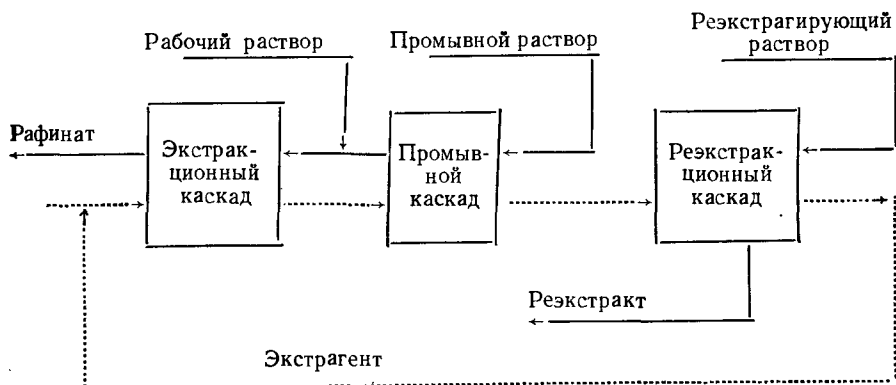 Рабочий раствор
Промывной раствор
Реэкстрагирующий
раствор
Рафинат
Экстрак-
ционный
каскад
Промыв-
ной
каскад
Реэкстрак-
ционный
каскад
Реэкстракт
Экстрагент